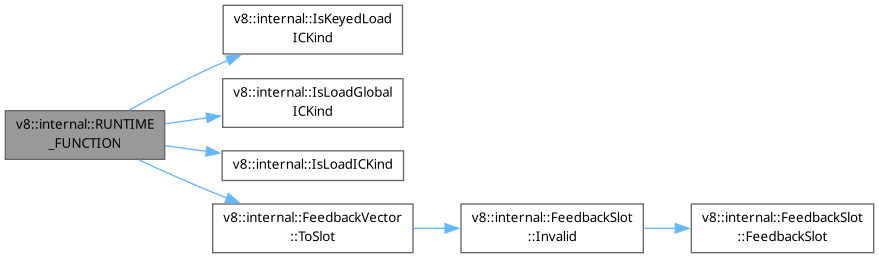 v8::internal::RUNTIME
_FUNCTION
v8::internal::IsKeyedLoad
ICKind
v8::internal::IsLoadGlobal
ICKind
v8::internal::IsLoadICKind
v8::internal::FeedbackVector
::ToSlot
v8::internal::FeedbackSlot
::Invalid
v8::internal::FeedbackSlot
::FeedbackSlot